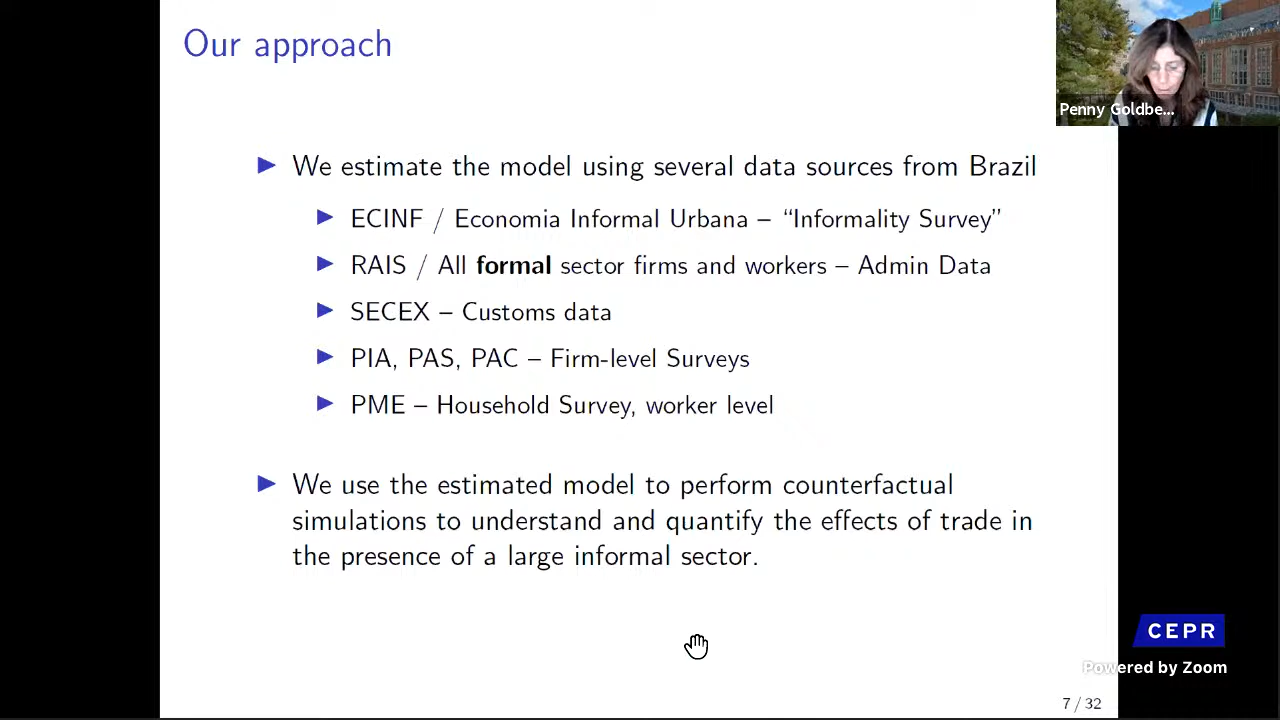 Our approach
Penny Goldbe...
We estimate the model using several data sources from Brazil
ECINF / Economia Informal Urbana – “Informality Survey”
RAIS / All formal sector firms and workers – Admin Data
SECEX – Customs data
PIA, PAS, PAC – Firm-level Surveys
PME – Household Survey, worker level
We use the estimated model to perform counterfactual
simulations to understand and quantify the effects of trade in
the presence of a large informal sector.
CEPR
Powered by Zoom
7 / 32